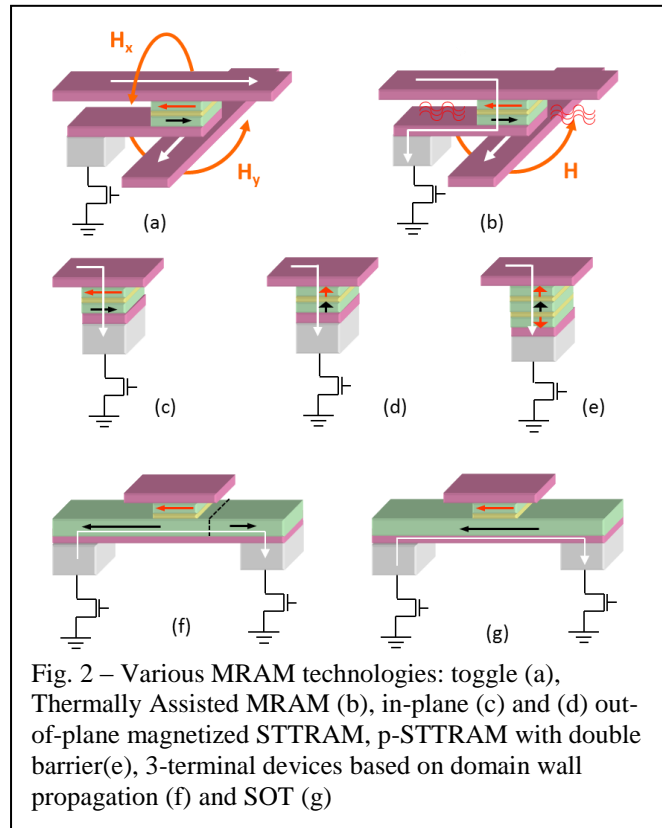 Hx
Hy
(a)
H
(b)
(c)
(d)
(e)
(f)
(g)
Fig. 2 – Various MRAM technologies: toggle (a),
Thermally Assisted MRAM (b), in-plane (c) and (d) out-
of-plane magnetized STTRAM, p-STTRAM with double
barrier(e), 3-terminal devices based on domain wall
propagation (f) and SOT (g)